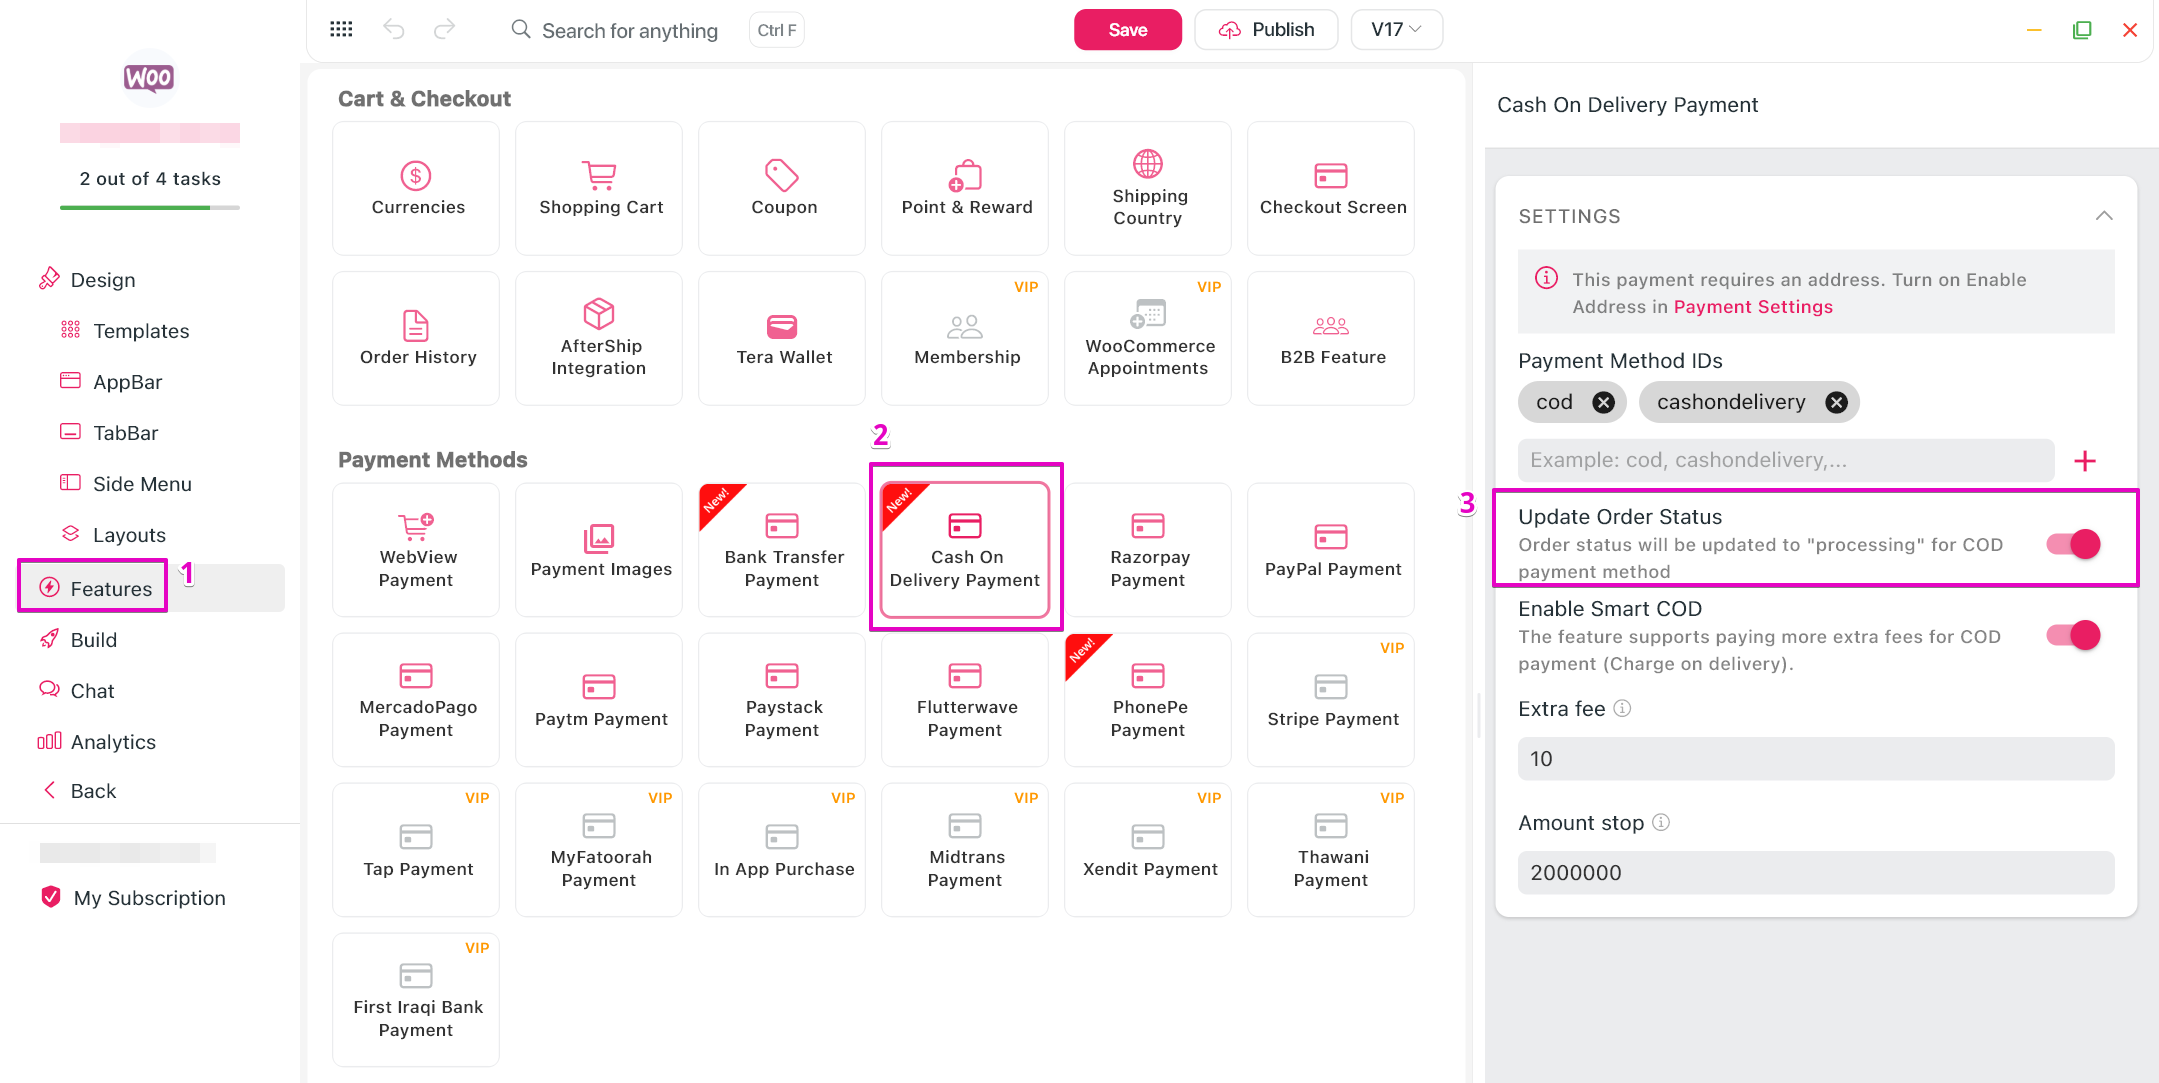 Search for anything
Ctrl F
Save
Publish
V17
WOO
2 out of 4 tasks
Design
Templates
AppBar
TabBar
Side Menu
Layouts
Features
1
Build
Chat
Analytics
Back
My Subscription
Cart & Checkout
Currencies
Shopping Cart
Coupon
Point & Reward
Shipping
Country
Checkout Screen
Order History
AfterShip
Integration
Tera Wallet
VIP
Membership
VIP
WooCommerce
Appointments
B2B Feature
2
Payment Methods
WebView
Payment
Payment Images
New!
Bank Transfer
Payment
New!
Cash On
Delivery Payment
Razorpay
Payment
PayPal Payment
MercadoPago
Payment
Paytm Payment
Paystack
Payment
Flutterwave
Payment
New!
PhonePe
Payment
VIP
Stripe Payment
VIP
Tap Payment
VIP
MyFatoorah
Payment
VIP
In App Purchase
VIP
Midtrans
Payment
VIP
Xendit Payment
VIP
Thawani
Payment
VIP
First Iraqi Bank
Payment
Cash On Delivery Payment
SETTINGS
This payment requires an address. Turn on Enable
Address in Payment Settings
Payment Method IDs
cod
cashondelivery
Example: cod, cashondelivery,...
3
Update Order Status
Order status will be updated to "processing" for COD
payment method
Enable Smart COD
The feature supports paying more extra fees for COD
payment (Charge on delivery).
Extra fee
10
Amount stop
2000000